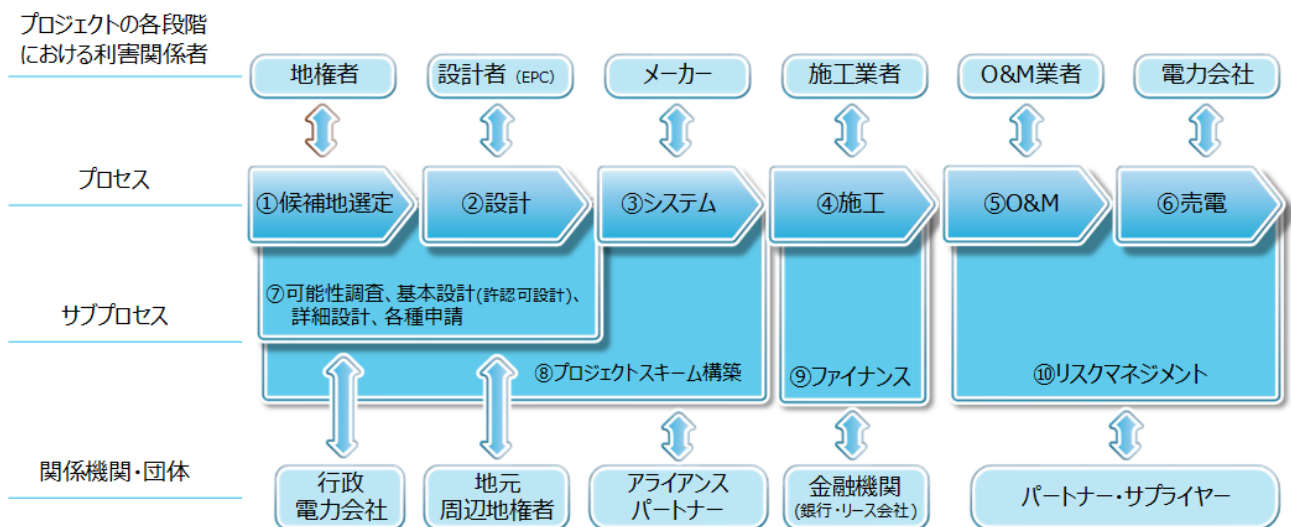 プロジェクトの各段階
における利害関係者
地権者
設計者（EPC）
メーカー
施工業者
O&M業者
電力会社
プロセス
①候補地選定
②設計
③システム
④施工
⑤O&M
⑥売電
サブプロセス
⑦可能性調査、基本設計(許認可設計)、
詳細設計、各種申請
⑧プロジェクトスキーム構築
⑨ファイナンス
⑩リスクマネジメント
関係機関・団体
行政
電力会社
地元
周辺地権者
アライアンス
パートナー
金融機関
(銀行・リース会社)
パートナー・サプライヤー